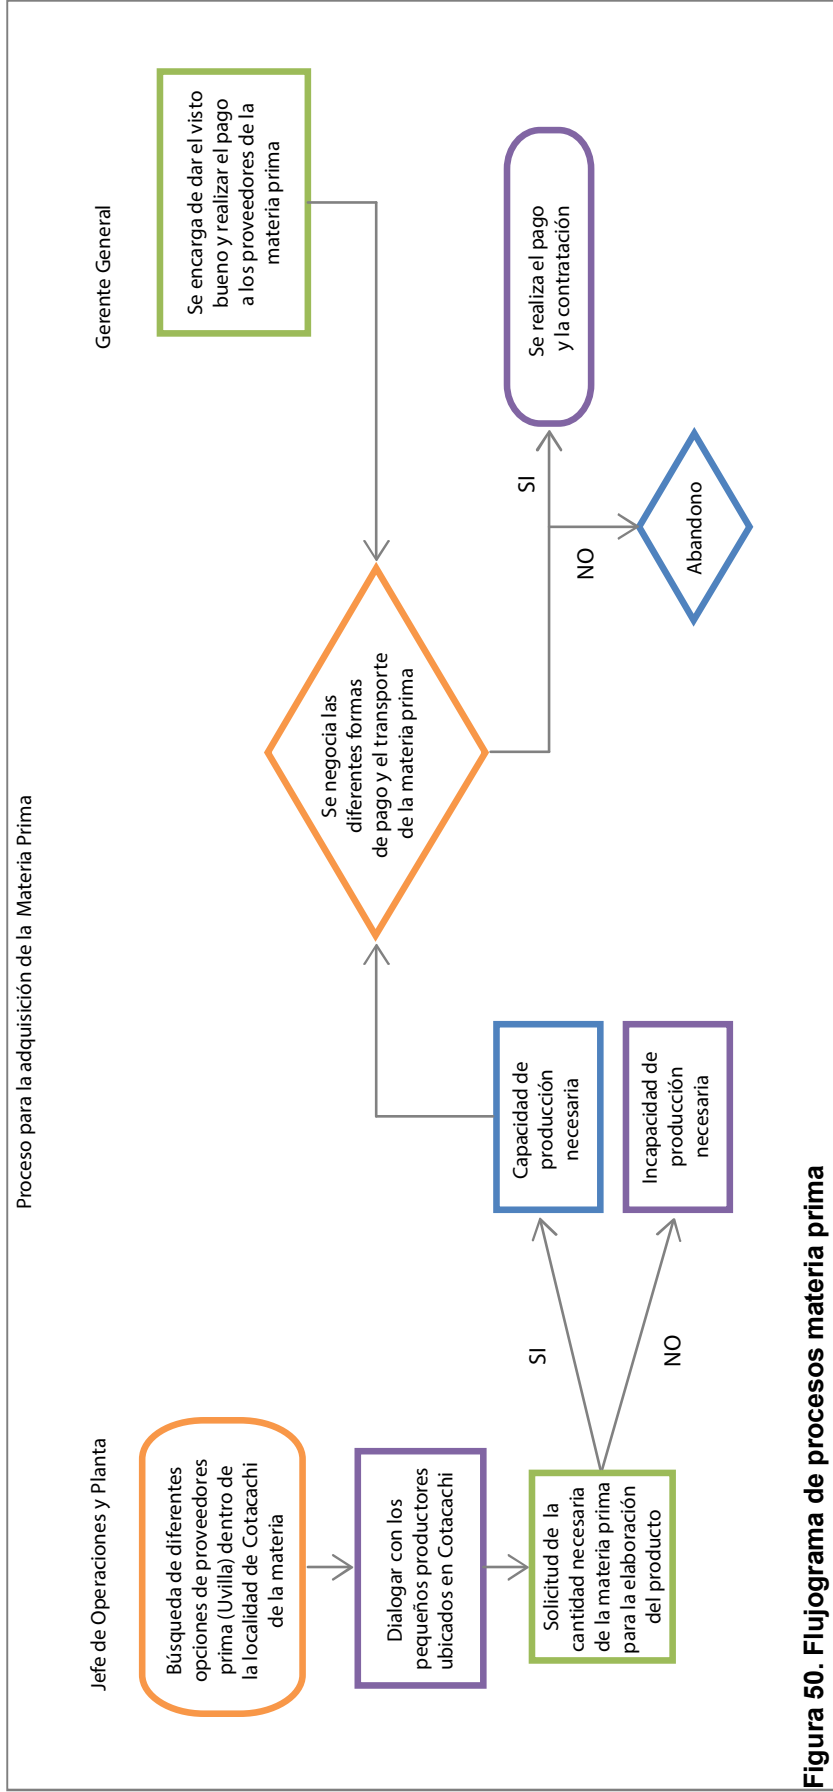 Proceso para la adquisición de la Materia Prima
Jefe de Operaciones y Planta
Búsqueda de diferentes
opciones de proveedores
prima (Uvilla) dentro de
la localidad de Cotacachi
de la materia
Dialogar con los
pequeños productores
ubicados en Cotacachi
Solicitud de la
cantidad necesaria
de la materia prima
para la elaboración
del producto
SI
NO
Capacidad de
producción
necesaria
Incapacidad de
producción
necesaria
Se negocia las
diferentes formas
de pago y el transporte
de la materia prima
Gerente General
Se encarga de dar el visto
bueno y realizar el pago
a los proveedores de la
materia prima
SI
NO
Se realiza el pago
y la contratación
Abandono
Figura 50. Flujograma de procesos materia prima